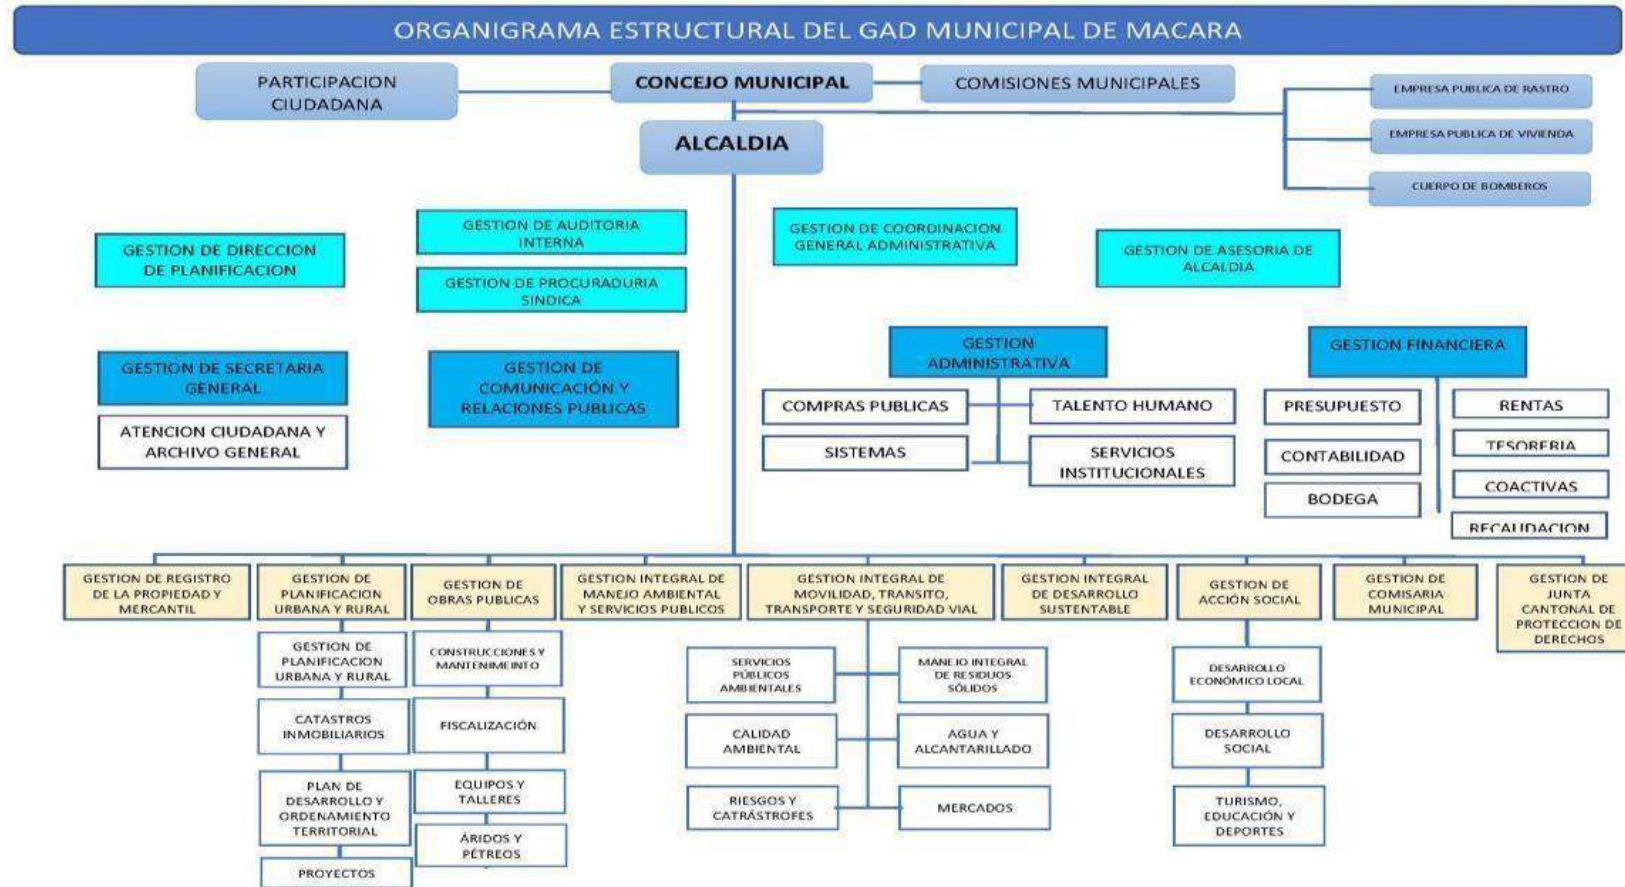 ORGANIGRAMA ESTRUCTURAL DEL GAD MUNICIPAL DE MACARA
PARTICIPACION
CIUDADANA
CONCEJO MUNICIPAL
COMISIONES MUNICIPALES
EMPRESA PUBLICA DE RASTRO
EMPRESA PUBLICA DE VIVIENDA
CUERPO DE BOMBEROS
ALCALDIA
GESTION DE DIRECCION
DE PLANIFICACION
GESTION DE AUDITORIA
INTERNA
GESTION DE PROCURADURIA
SINDICA
GESTION DE COORDINACION
GENERAL ADMINISTRATIVA
GESTION DE ASESORIA DE
ALCALDIA
GESTION DE SECRETARIA
GENERAL
ATENCION CIUDADANA Y
ARCHIVO GENERAL
GESTION DE
COMUNICACIÓN Y
RELACIONES PUBLICAS
GESTION
ADMINISTRATIVA
COMPRAS PUBLICAS
TALENTO HUMANO
SISTEMAS
SERVICIOS
INSTITUCIONALES
GESTION FINANCIERA
PRESUPUESTO
CONTABILIDAD
BODEGA
RENTAS
TESORERIA
COACTIVAS
RECAUDACION
GESTION DE REGISTRO
DE LA PROPIEDAD Y
MERCANTIL
GESTION DE
PLANIFICACION
URBANA Y RURAL
GESTION DE
OBRAS PUBLICAS
GESTION INTEGRAL DE
MANEJO AMBIENTAL
Y SERVICIOS PUBLICOS
GESTION INTEGRAL DE
MOVILIDAD, TRANSITO,
TRANSPORTE Y SEGURIDAD VIAL
GESTION INTEGRAL
DE DESARROLLO
SUSTENTABLE
GESTION DE
ACCIÓN SOCIAL
GESTION DE
COMISARIA
MUNICIPAL
GESTION DE
JUNTA
CANTONAL DE
PROTECCION DE
DERECHOS
GESTION DE
PLANIFICACION
URBANA Y RURAL
CATASTROS
INMOBILIARIOS
PLAN DE
DESARROLLO Y
ORDENAMIENTO
TERRITORIAL
PROYECTOS
CONSTRUCCIONES Y
MANTENIMEINTO
FISCALIZACIÓN
EQUIPOS Y
TALLERES
ÁRIDOS Y
PÉTREOS
SERVICIOS
PÚBLICOS
AMBIENTALES
MANEJO INTEGRAL
DE RESIDUJOS
SÓLIDOS
CALIDAD
AMBIENTAL
AGUA Y
ALCANTARILLADO
RIESGOS Y
CATRÁSTROFES
MERCADOS
DESARROLLO
ECONÓMICO LOCAL
DESARROLLO
SOCIAL
TURISMO,
EDUCACIÓN Y
DEPORTES